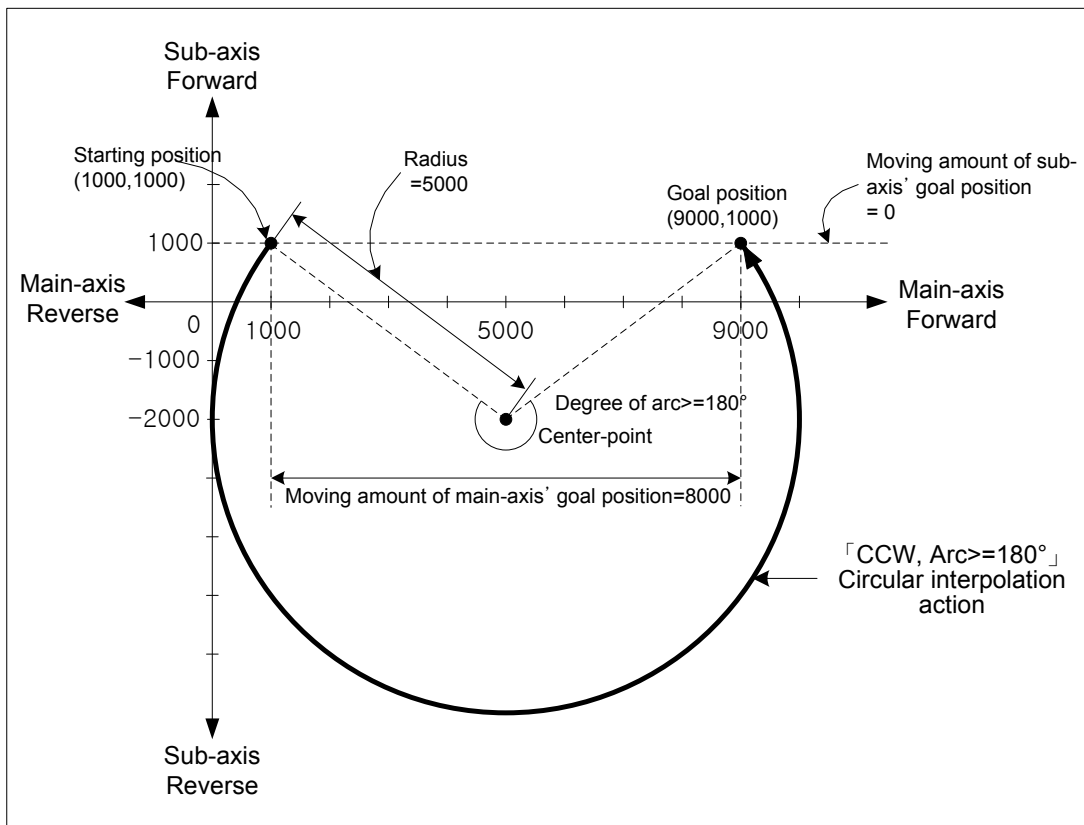 Sub-axis
Forward
Starting position
(1000,1000)
Radius
=5000
Goal position
(9000,1000)
Moving amount of sub-
axis’ goal position
= 0
1000
Main-axis
Reverse
0
1000
5000
9000
Main-axis
Forward
-1000
-2000
Degree of arc>=180°
Center-point
Moving amount of main-axis’ goal position=8000
「CCW, Arc>=180°」
Circular interpolation
action
Sub-axis
Reverse